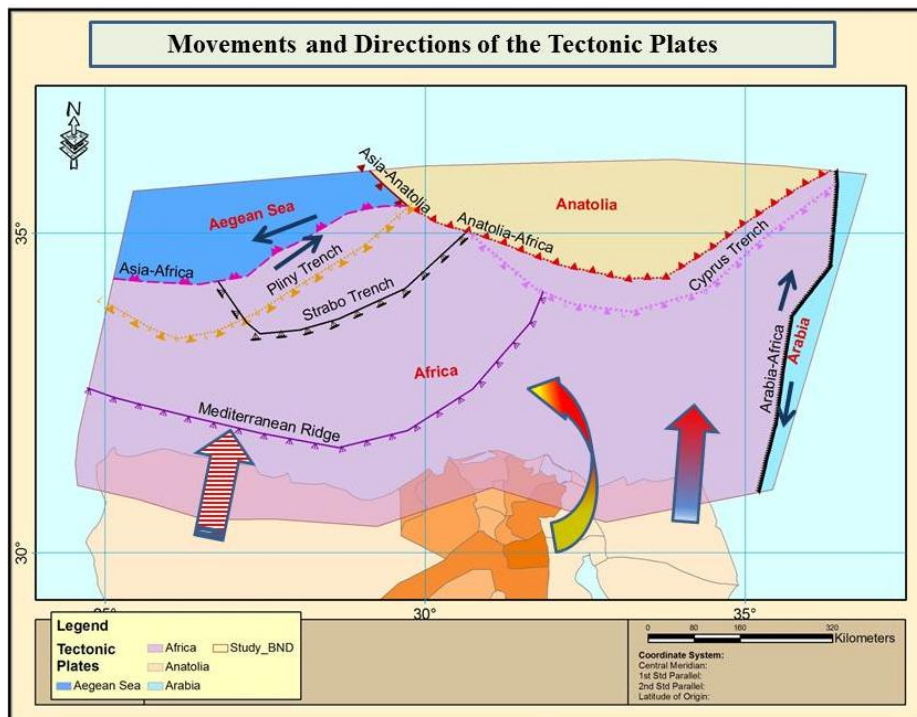 Movements and Directions of the Tectonic Plates
N
Asia-Anatolia
Aegean Sea
Anatolia
35°
Anatolia-Africa
Asia-Africa
Pliny Trench
Cyprus Trench
Strabo Trench
Arabia-Africa
Arabia
Africa
Mediterranean Ridge
30°
25°
30°
35°
Legend
Tectonic
Plates
Aegean Sea
Africa
Anatolia
Arabia
Study_BND
0 80 160 320
Kilometers
Coordinate System:
Central Meridian:
1st Std Parallel:
2nd Std Parallel:
Latitude of Origin: